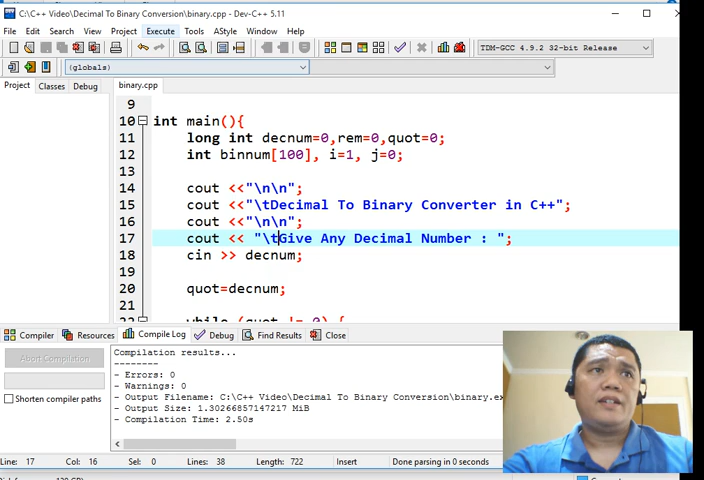 C:\C++ Video\Decimal To Binary Conversion\binary.cpp - Dev-C++ 5.11
File Edit Search View Project Execute Tools AStyle Window Help
TDM-GCC 4.9.2 32-bit Release
(globals)
Project Classes Debug binary.cpp
9
10 int main(){
11 long int decnum=0,rem=0,quot=0;
12 int binnum[100], i=1, j=0;
13
14 cout <<"\n\n";
15 cout <<"\tDecimal To Binary Converter in C++";
16 cout <<"\n\n";
17 cout << "\tGive Any Decimal Number : ";
18 cin >> decnum;
19
20 quot=decnum;
21
22 while (quot != 0) {
Compiler Resources Compile Log Debug Find Results Close
Abort Compilation
Shorten compiler paths
Compilation results...
--------
- Errors: 0
- Warnings: 0
- Output Filename: C:\C++ Video\Decimal To Binary Conversion\binary.ex
- Output Size: 1.30266857147217 MiB
- Compilation Time: 2.50s
Line: 17 Col: 16 Sel: 0 Lines: 38 Length: 722 Insert Done parsing in 0 seconds